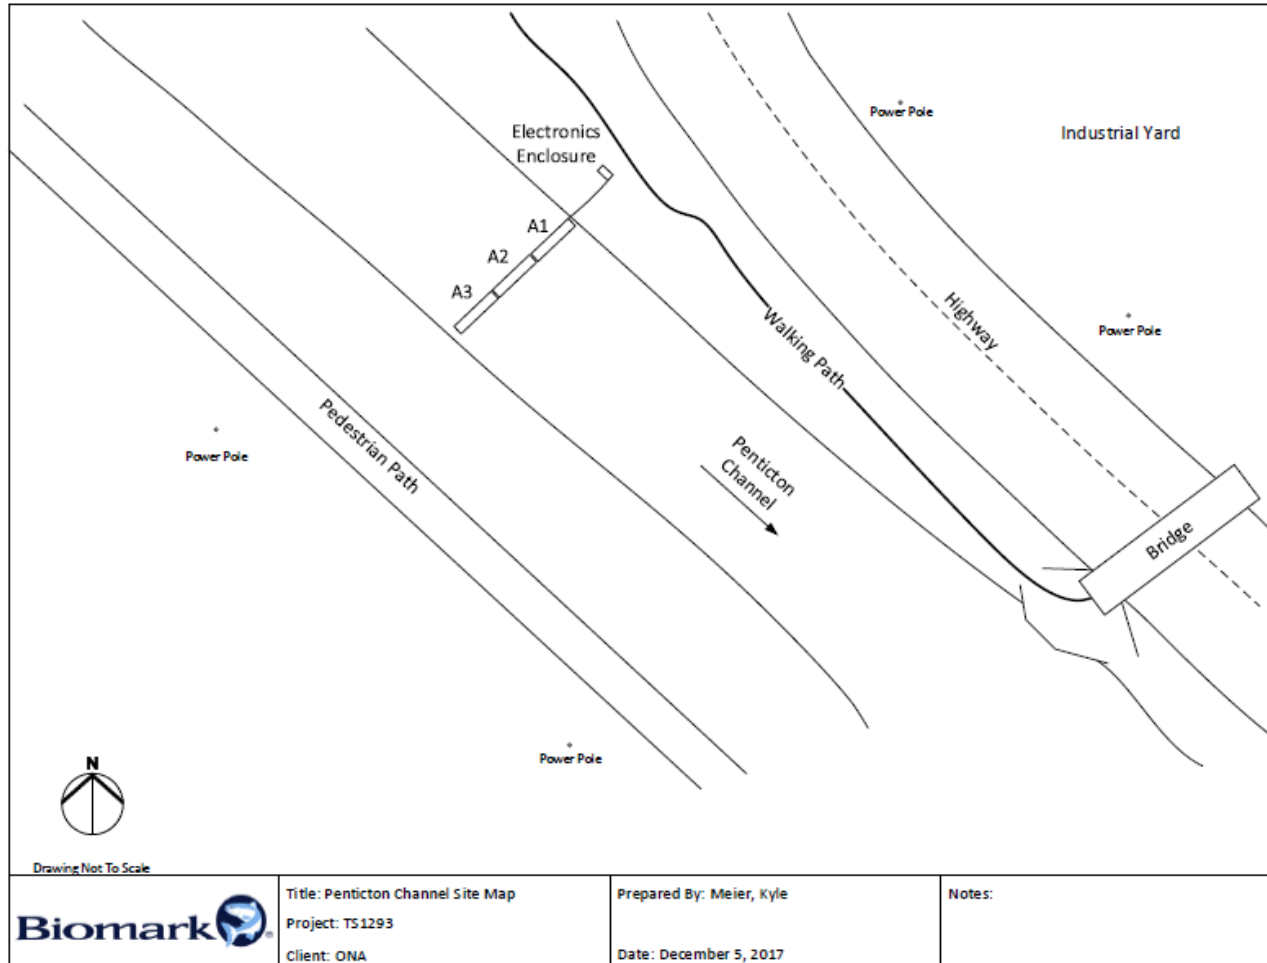 Power Pole
Industrial Yard
Electronics
Enclosure
A1
A2
A3
Highway
Power Pole
Walking Path
Pedestrian Path
Power Pole
Penticton
Channel
Bridge
Power Pole
N
Drawing Not To Scale
Biomark
Title: Penticton Channel Site Map
Project: TS1293
Client: ONA
Prepared By: Meier, Kyle
Date: December 5, 2017
Notes: